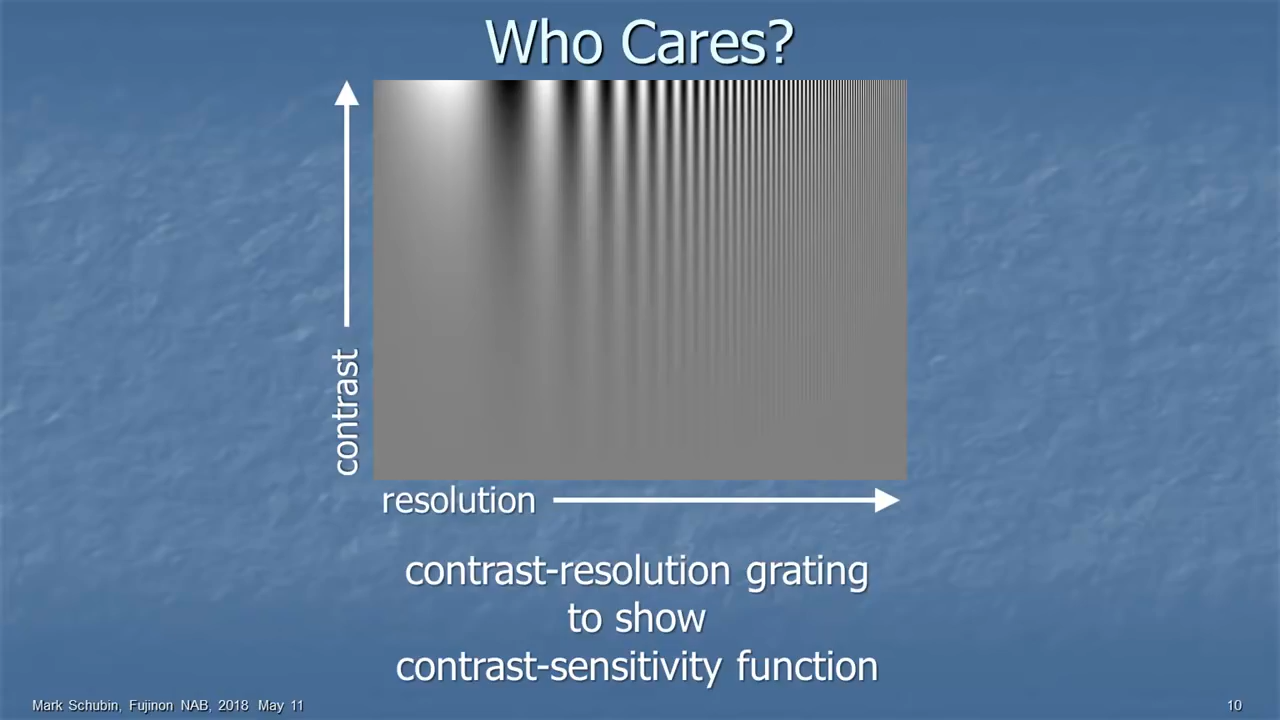 Who Cares?
contrast
resolution
contrast-resolution grating
to show
contrast-sensitivity function
Mark Schubin, Fujinon NAB, 2018 May 11
10